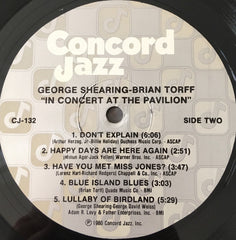 Concord
Jazz
GEORGE SHEARING-BRIAN TORFF
"IN CONCERT AT THE PAVILION"
CJ-132
SIDE TWO
1. DON'T EXPLAIN (6:06)
(Arthur Herzog, Jr-Billie Holiday) Duchess Music Corp. - ASCAP
2. HAPPY DAYS ARE HERE AGAIN (2:51)
(Milton Ager-Jack Yellen) Warner Bros. Inc. - ASCAP
3. HAVE YOU MET MISS JONES? (3:47)
(Lorenz Hart-Richard Rodgers) Chappell & Co., Inc. - ASCAP
4. BLUE ISLAND BLUES (3:03)
(Brian Torff) Quidz Music Co. - BMI
5. LULLABY OF BIRDLAND (5:29)
(George Shearing-George David Weiss)
Adam R. Levy & Father Enterprises, Inc. - BMI
℗ 1980 Concord Jazz, Inc.